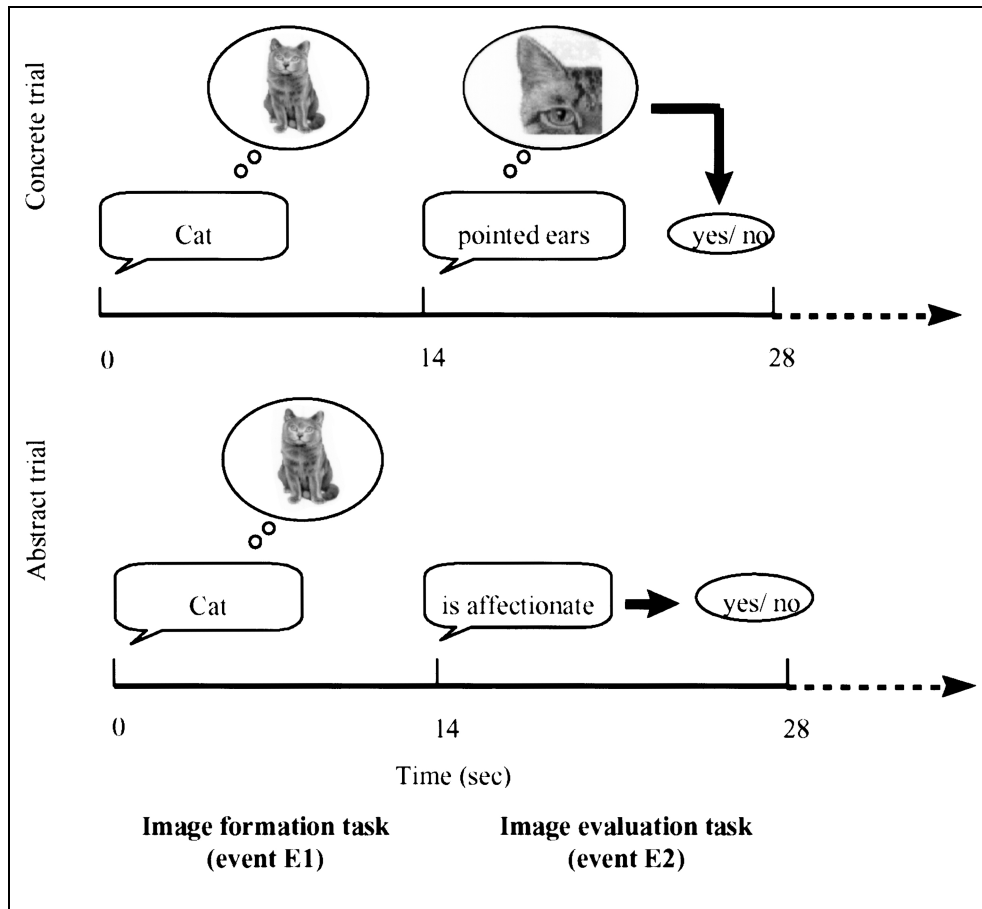 Concrete trial
Cat
pointed ears
yes/ no
0
14
28
Abstract trial
Cat
is affectionate
yes/ no
0
14
28
Time (sec)
Image formation task
(event E1)
Image evaluation task
(event E2)